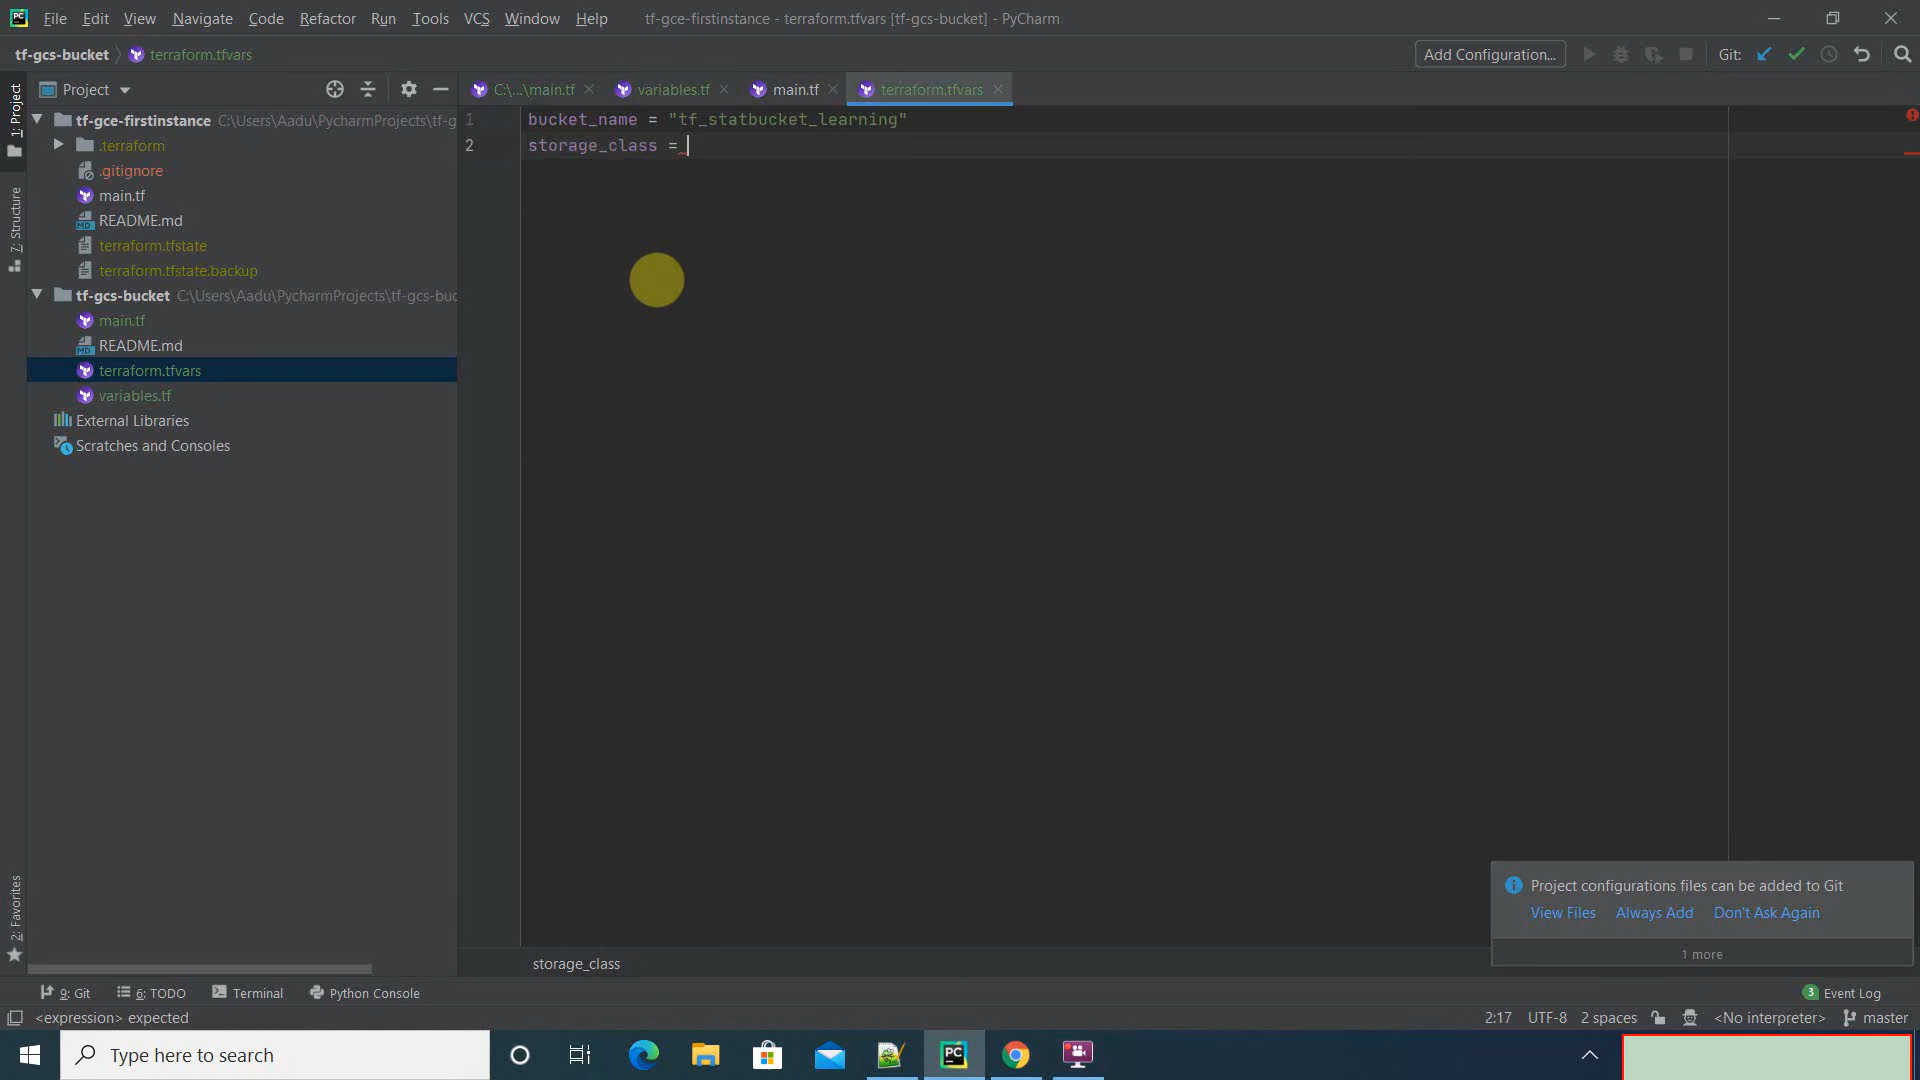 File Edit View Navigate Code Refactor Run Tools VCS Window Help tf-gce-firstinstance - terraform.tfvars [tf-gcs-bucket] - PyCharm
tf-gcs-bucket terraform.tfvars Add Configuration... Git:
Project C:\...\main.tf variables.tf main.tf terraform.tfvars
1: Project
7: Structure
2: Favorites
tf-gce-firstinstance C:\Users\Aadu\PycharmProjects\tf-g
.terraform
.gitignore
main.tf
README.md
terraform.tfstate
terraform.tfstate.backup
tf-gcs-bucket C:\Users\Aadu\PycharmProjects\tf-gcs-buc
main.tf
README.md
terraform.tfvars
variables.tf
External Libraries
Scratches and Consoles
1 bucket_name = "tf_statbucket_learning"
2 storage_class =
Project configurations files can be added to Git
View Files Always Add Don't Ask Again
1 more
storage_class
9: Git 6: TODO Terminal Python Console 3 Event Log
<expression> expected 2:17 UTF-8 2 spaces <No interpreter> master
Type here to search